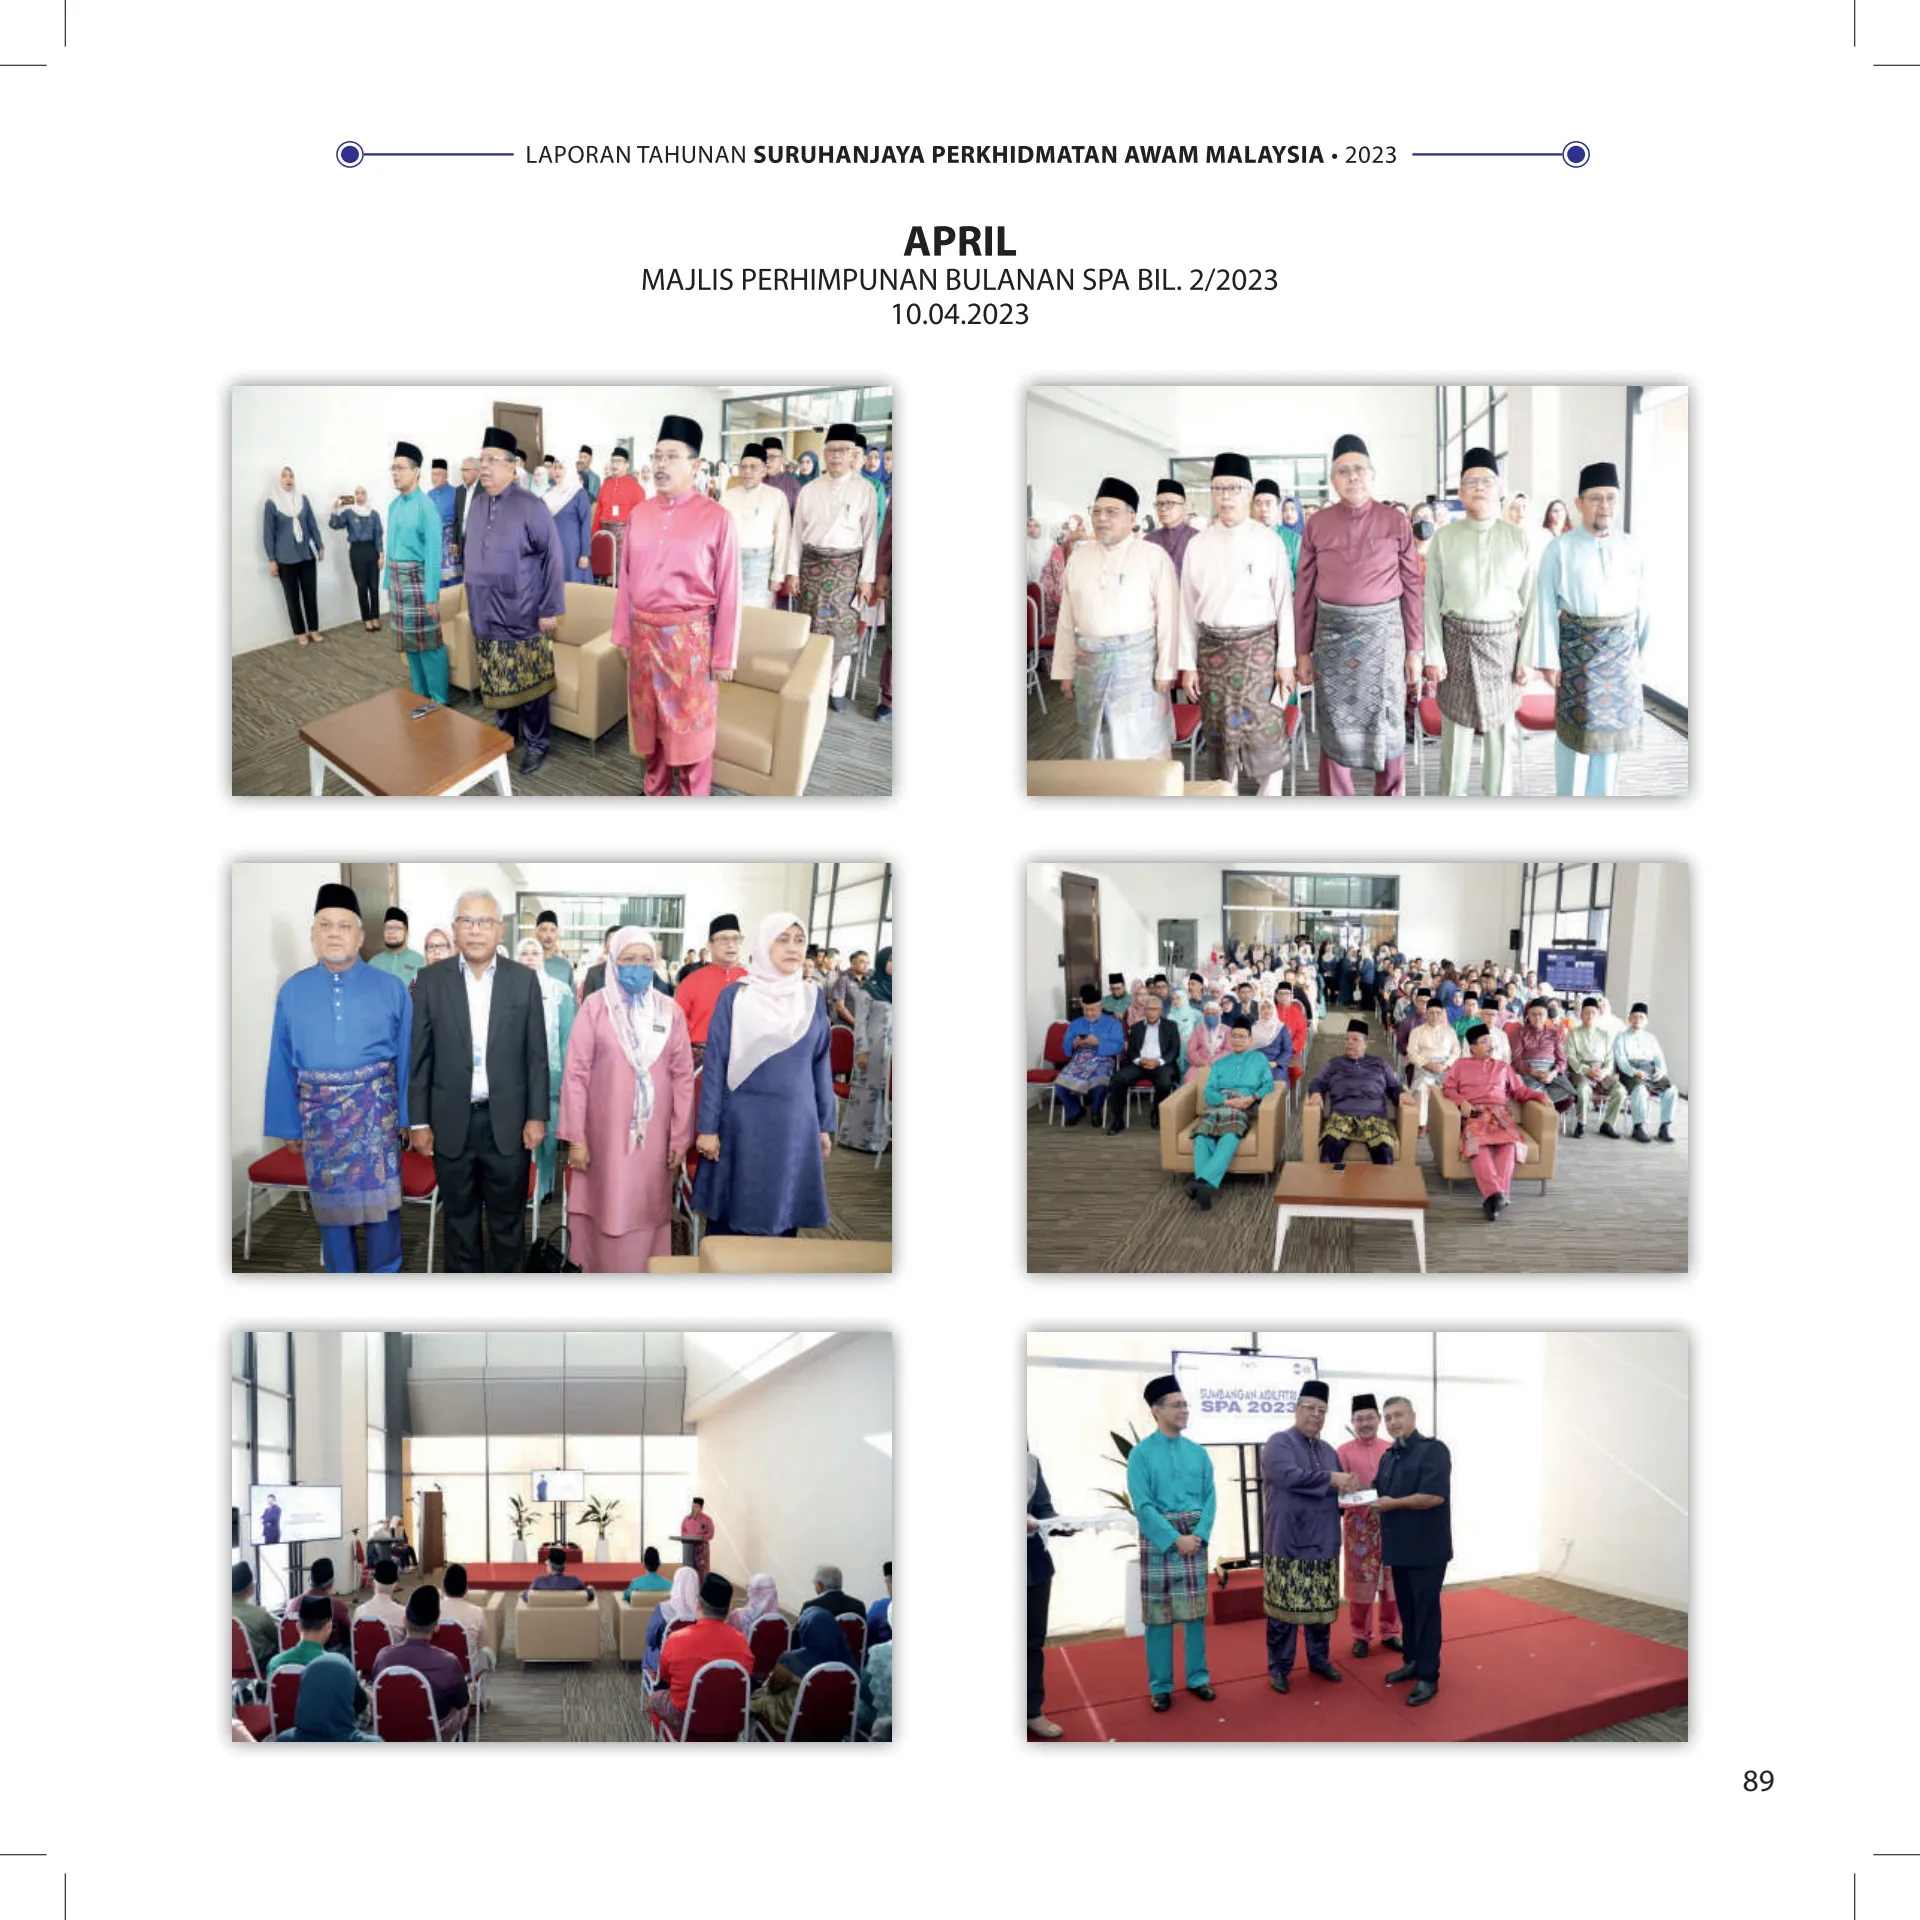 LAPORAN TAHUNAN SURUHANJAYA PERKHIDMATAN AWAM MALAYSIA • 2023
APRIL
MAJLIS PERHIMPUNAN BULANAN SPA BIL. 2/2023
10.04.2023
SUMBANGAN AIDILFITRI
SPA 2023
89